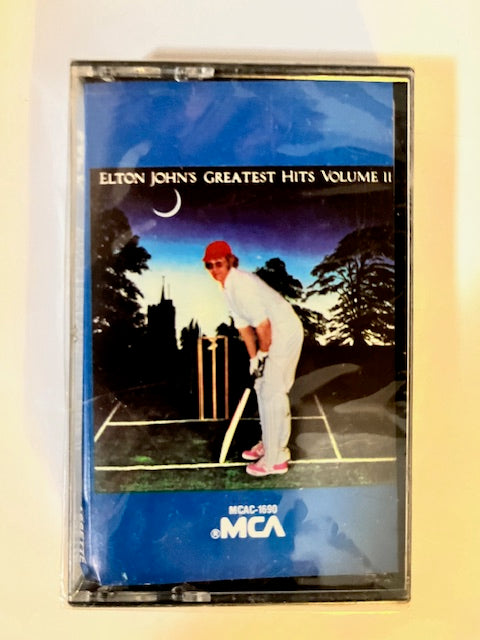 ELTON JOHN'S GREATEST HITS VOLUME II
MCAC-1690
®MCA